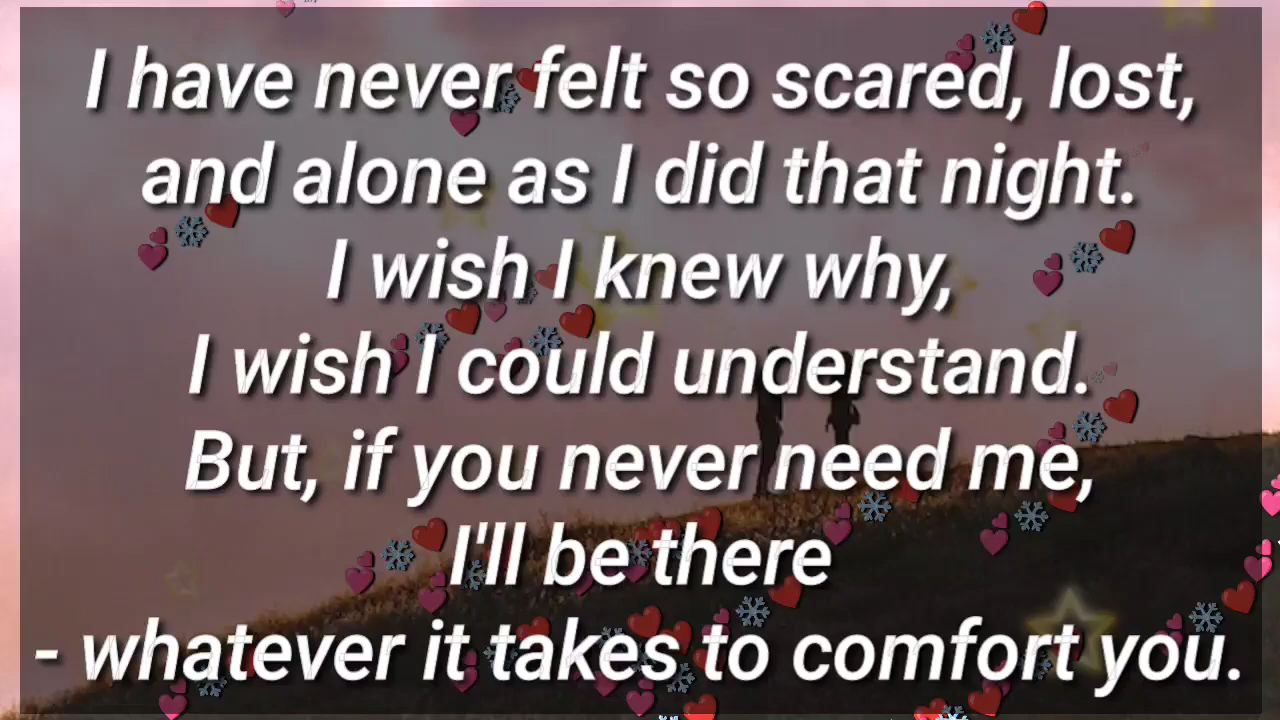 I have never felt so scared, lost,
and alone as I did that night.
I wish I knew why,
I wish I could understand.
But, if you never need me,
I'll be there
- whatever it takes to comfort you.